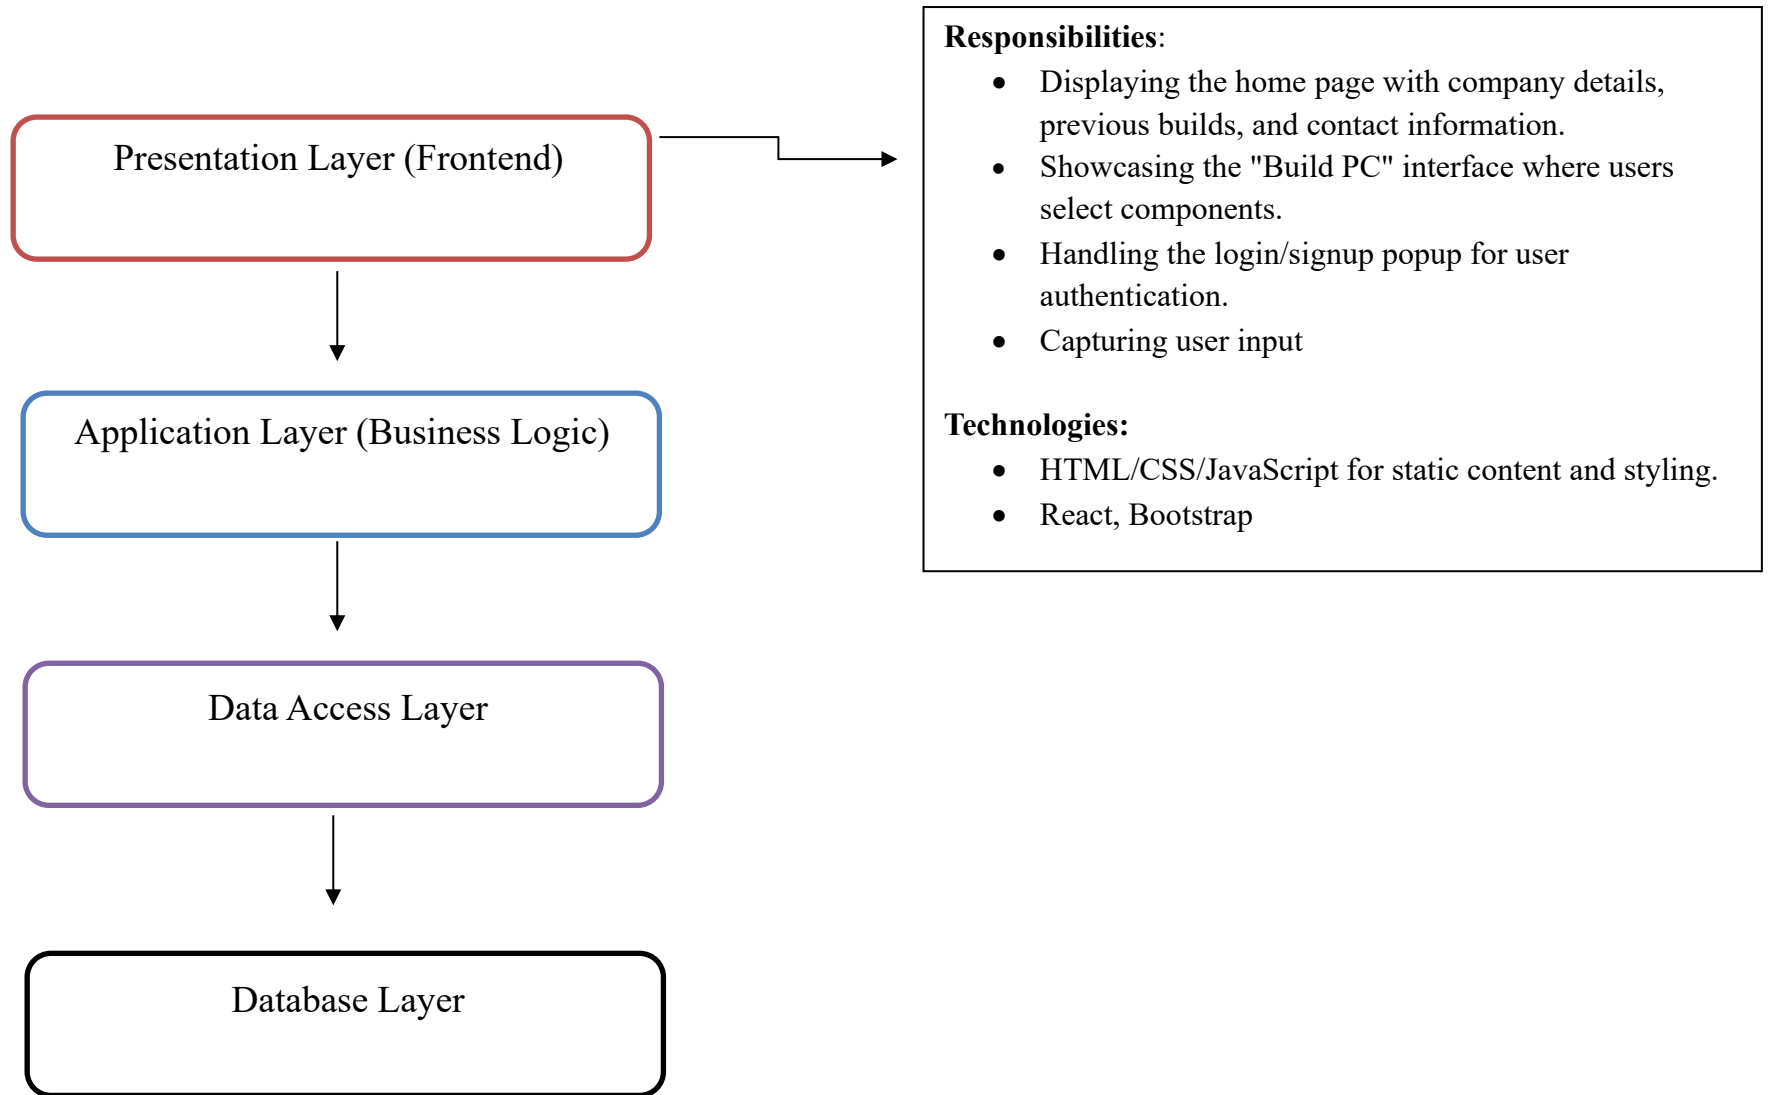 Presentation Layer (Frontend)
Application Layer (Business Logic)
Data Access Layer
Database Layer
Responsibilities:
• Displaying the home page with company details,
previous builds, and contact information.
• Showcasing the "Build PC" interface where users
select components.
• Handling the login/signup popup for user
authentication.
• Capturing user input
Technologies:
• HTML/CSS/JavaScript for static content and styling.
• React, Bootstrap